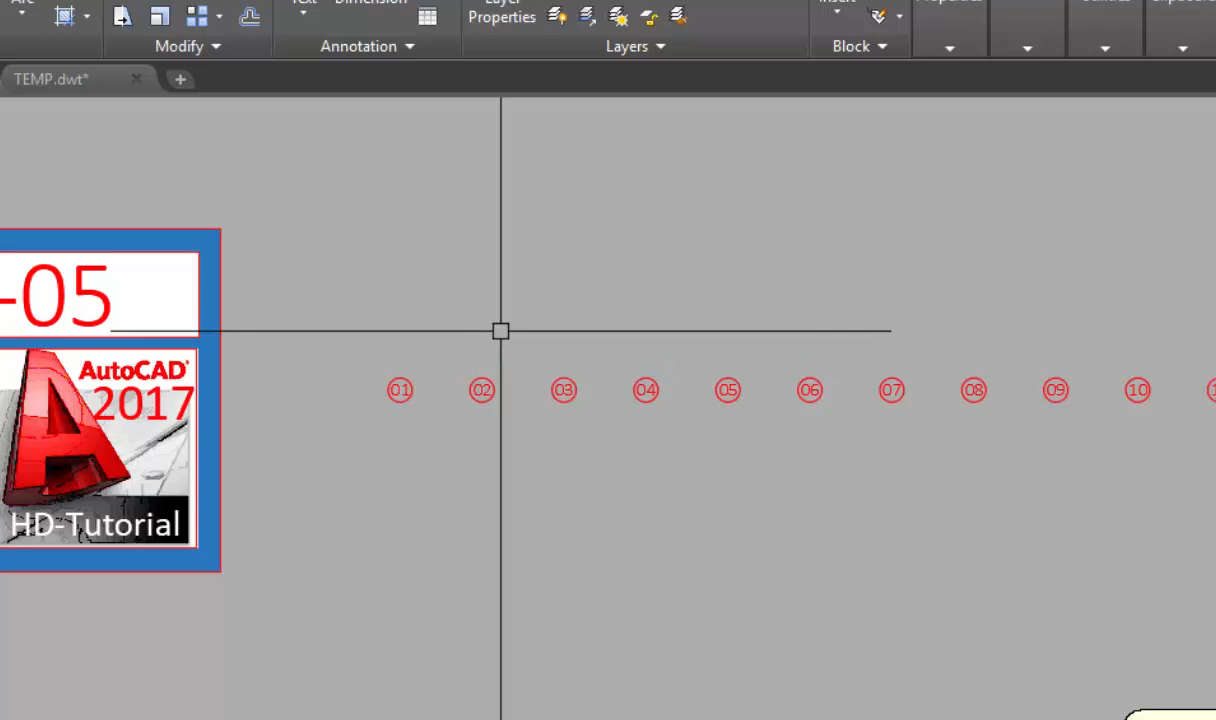 Properties
Modify
Annotation
Layers
Block
TEMP.dwt*
-05
AutoCAD
2017
HD-Tutorial
01 02 03 04 05 06 07 08 09 10